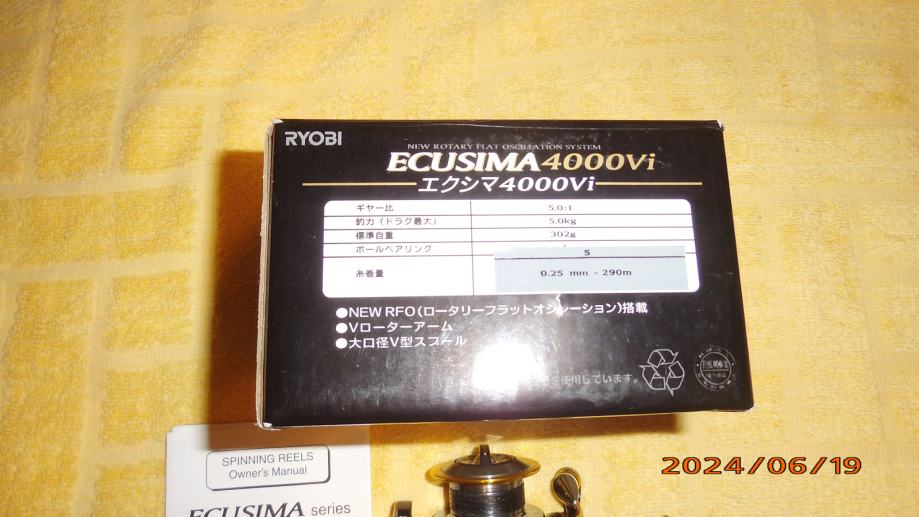 RYOBI
NEW ROTARY FLAT OSCILLATION SYSTEM
ECUSIMA 4000Vi
エクシマ4000Vi
ギヤー比 5.0:1
釣力(ドラグ最大) 5.0kg
標準自重 302g
ボールベアリング 5
糸巻量 0.25 mm - 290m
●NEW RFO(ロータリーフラットオシレーション)搭載
●Vローターアーム
●大口径V型スプール
を使用しています。
SPINNING REELS
Owner's Manual
ECUSIMA series
2024/06/19